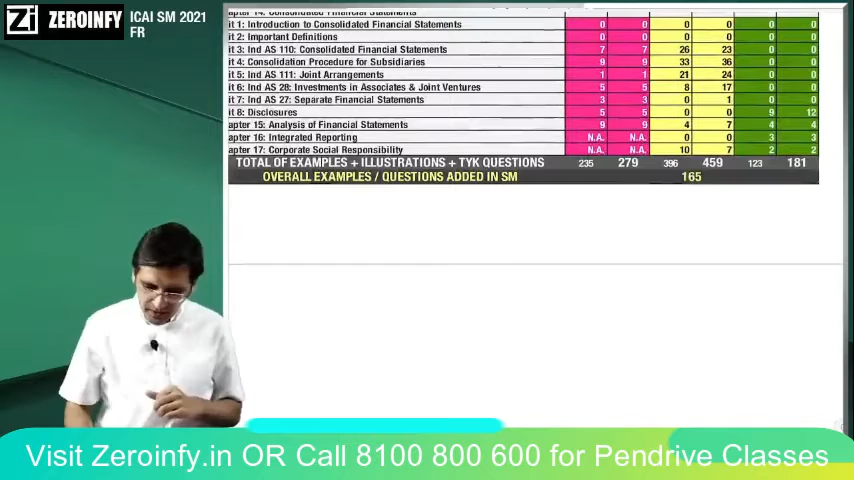 Zi ZEROINFY ICAI SM 2021
FR
apter 14: Consolidated Financial Statements
it 1: Introduction to Consolidated Financial Statements 0 0 0 0 0 0
it 2: Important Definitions 0 0 0 0 0 0
it 3: Ind AS 110: Consolidated Financial Statements 7 7 26 23 0 0
it 4: Consolidation Procedure for Subsidiaries 9 9 33 36 0 0
it 5: Ind AS 111: Joint Arrangements 1 1 21 24 0 0
it 6: Ind AS 28: Investments in Associates & Joint Ventures 5 5 8 17 0 0
it 7: Ind AS 27: Separate Financial Statements 3 3 0 1 0 0
it 8: Disclosures 5 5 0 0 9 12
apter 15: Analysis of Financial Statements 9 9 4 7 4 4
apter 16: Integrated Reporting N.A. N.A. 0 0 3 3
apter 17: Corporate Social Responsibility N.A. N.A. 10 7 2 2
TOTAL OF EXAMPLES + ILLUSTRATIONS + TYK QUESTIONS 235 279 396 459 123 181
OVERALL EXAMPLES / QUESTIONS ADDED IN SM 165
Visit Zeroinfy.in OR Call 8100 800 600 for Pendrive Classes